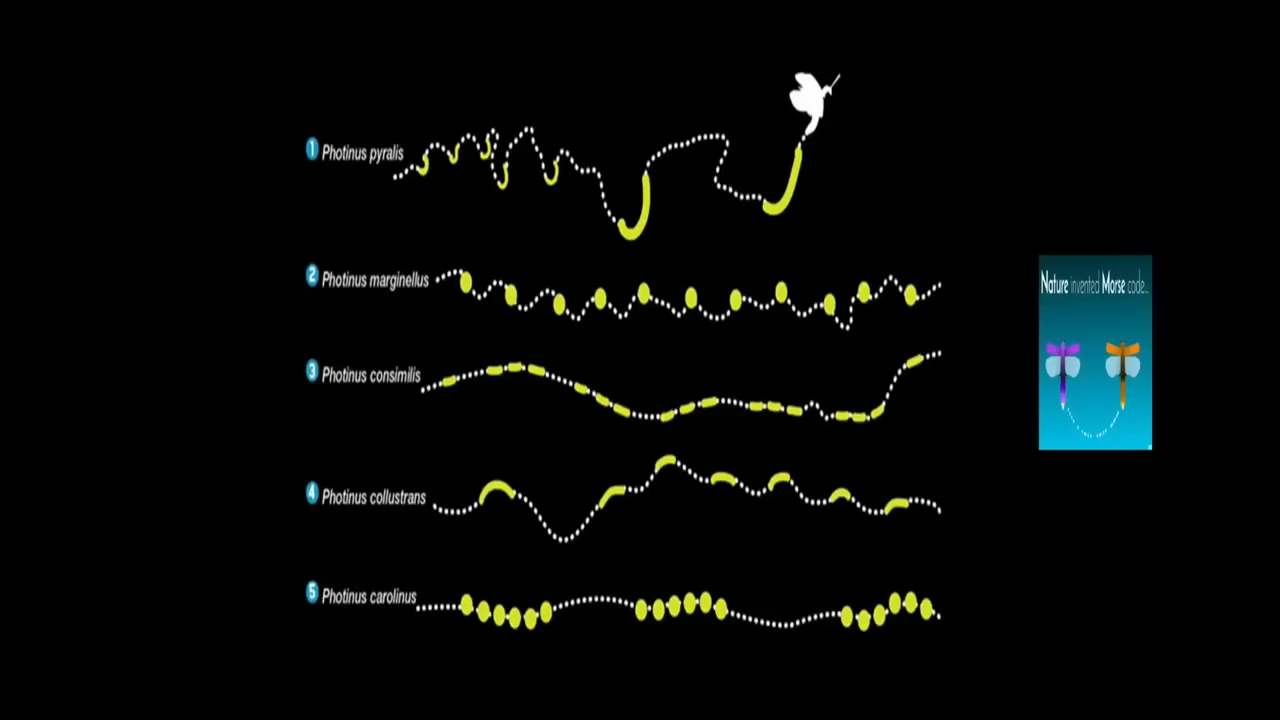 1 Photinus pyralis
2 Photinus marginellus
3 Photinus consimilis
4 Photinus collustrans
5 Photinus carolinus
Nature invented Morse code...